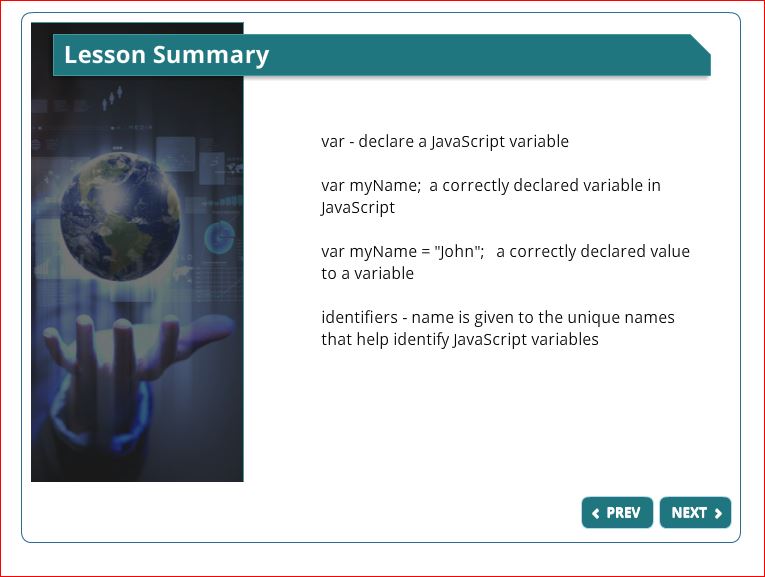 Lesson Summary
var - declare a JavaScript variable
var myName;  a correctly declared variable in
JavaScript
var myName = "John";   a correctly declared value
to a variable
identifiers - name is given to the unique names
that help identify JavaScript variables
PREV
NEXT